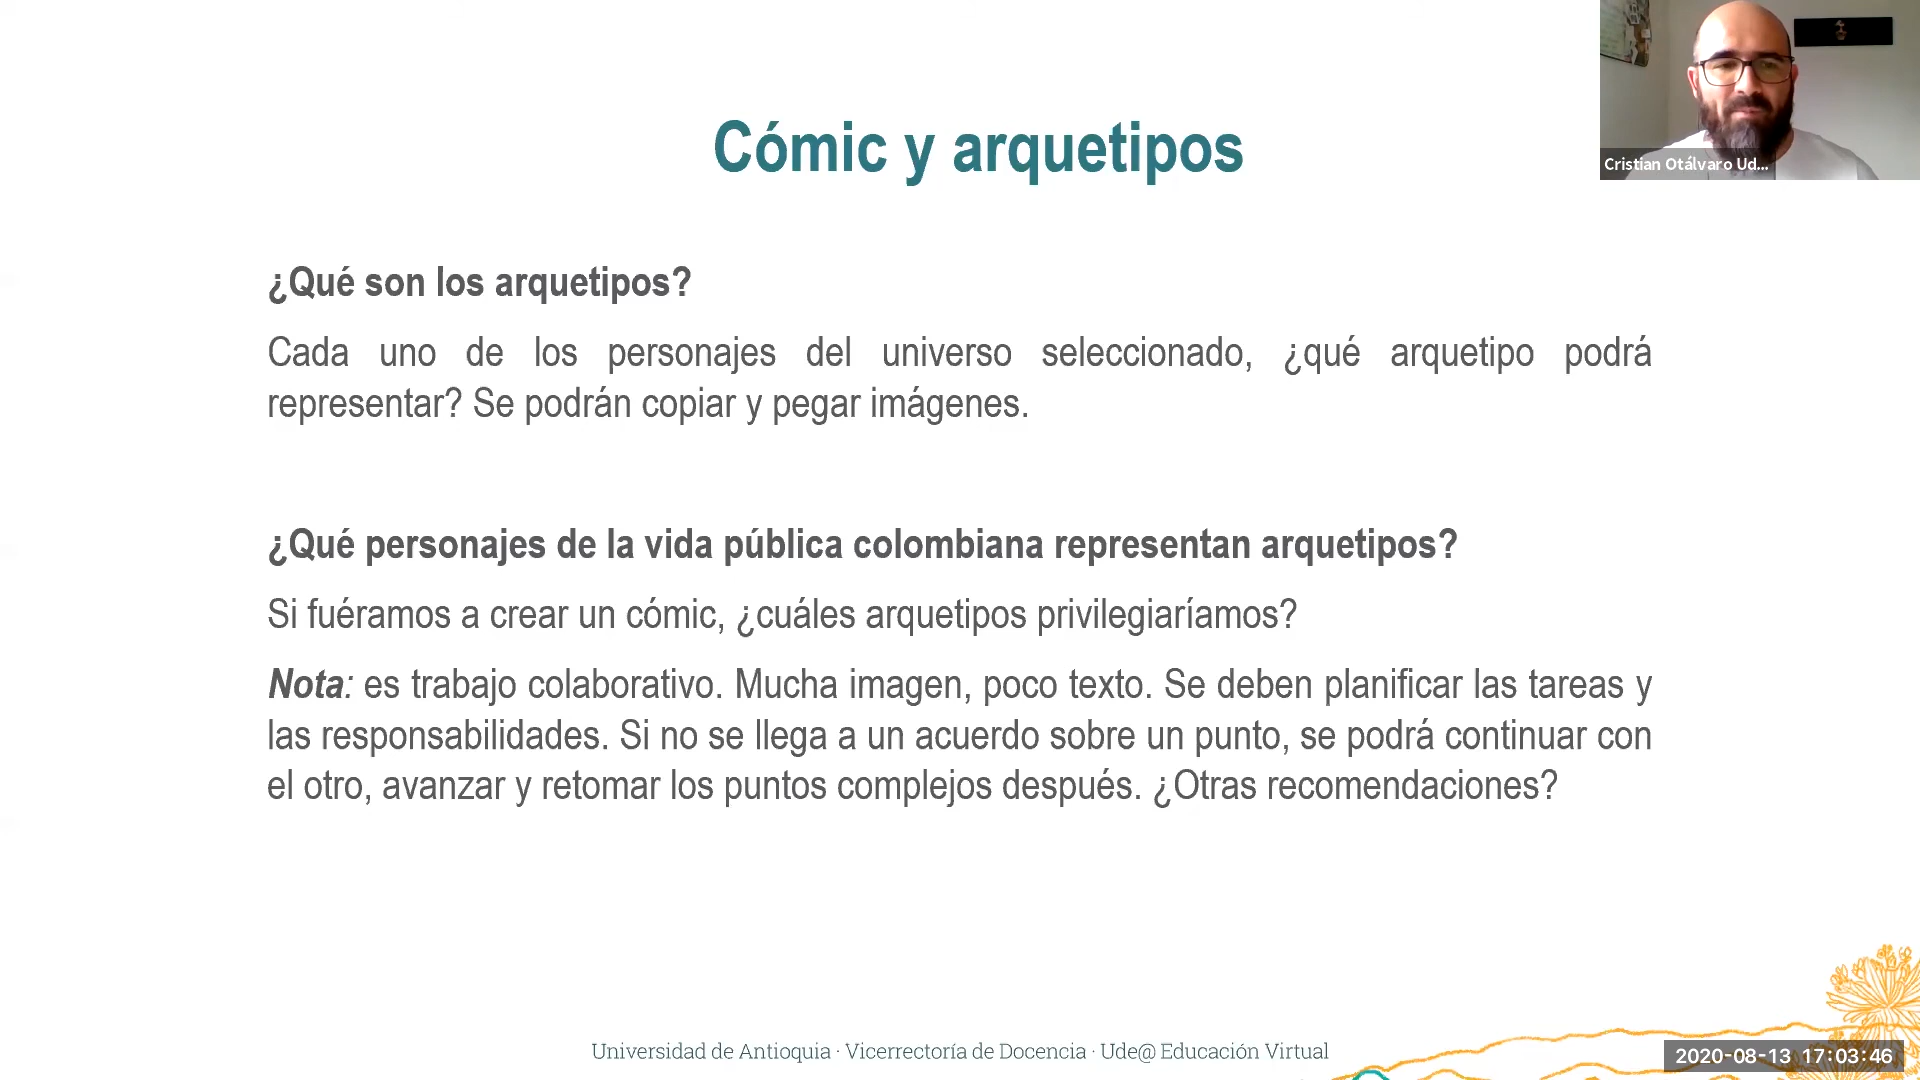 Cómic y arquetipos
Cristian Otálvaro Ud...
¿Qué son los arquetipos?
Cada uno de los personajes del universo seleccionado, ¿qué arquetipo podrá
representar? Se podrán copiar y pegar imágenes.
¿Qué personajes de la vida pública colombiana representan arquetipos?
Si fuéramos a crear un cómic, ¿cuáles arquetipos privilegiaríamos?
Nota: es trabajo colaborativo. Mucha imagen, poco texto. Se deben planificar las tareas y
las responsabilidades. Si no se llega a un acuerdo sobre un punto, se podrá continuar con
el otro, avanzar y retomar los puntos complejos después. ¿Otras recomendaciones?
Universidad de Antioquia · Vicerrectoría de Docencia · Ude@ Educación Virtual
2020-08-13 17:03:46